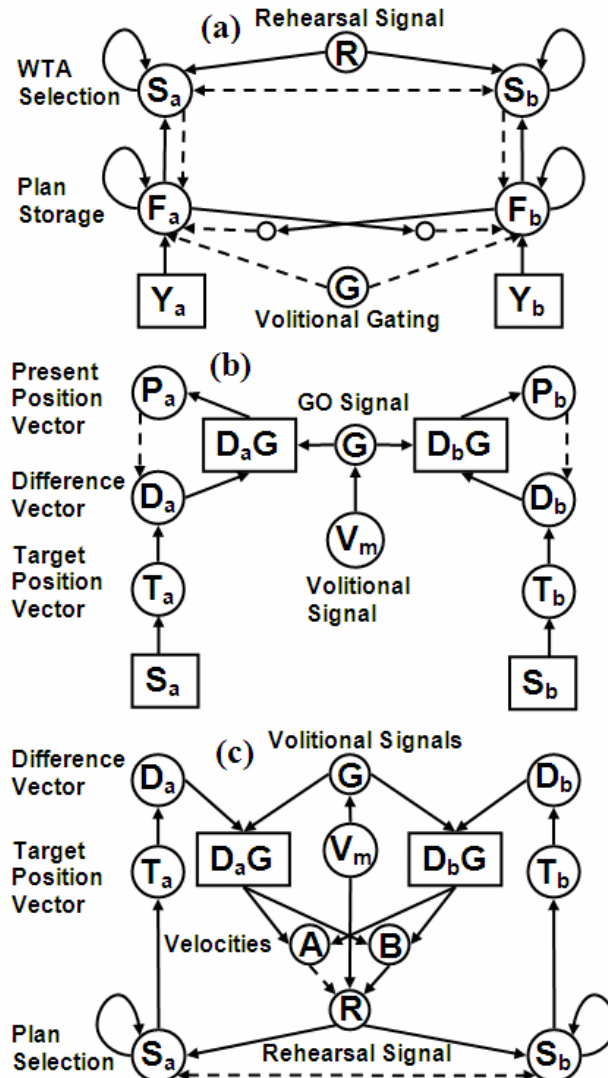 (a)
Rehearsal Signal
R
WTA
Selection
Sa
Sb
Plan
Storage
Fa
Fb
Ya
G
Yb
Volitional Gating
(b)
Present
Position
Vector
Pa
Pb
GO Signal
DaG
G
DbG
Difference
Vector
Da
Db
Vm
Target
Position
Vector
Volitional
Signal
Ta
Tb
Sa
Sb
(c)
Volitional Signals
Difference
Vector
Da
G
Db
Target
Position
Vector
Ta
DaG
Vm
DbG
Tb
Velocities
A
B
R
Plan
Selection
Sa
Rehearsal Signal
Sb